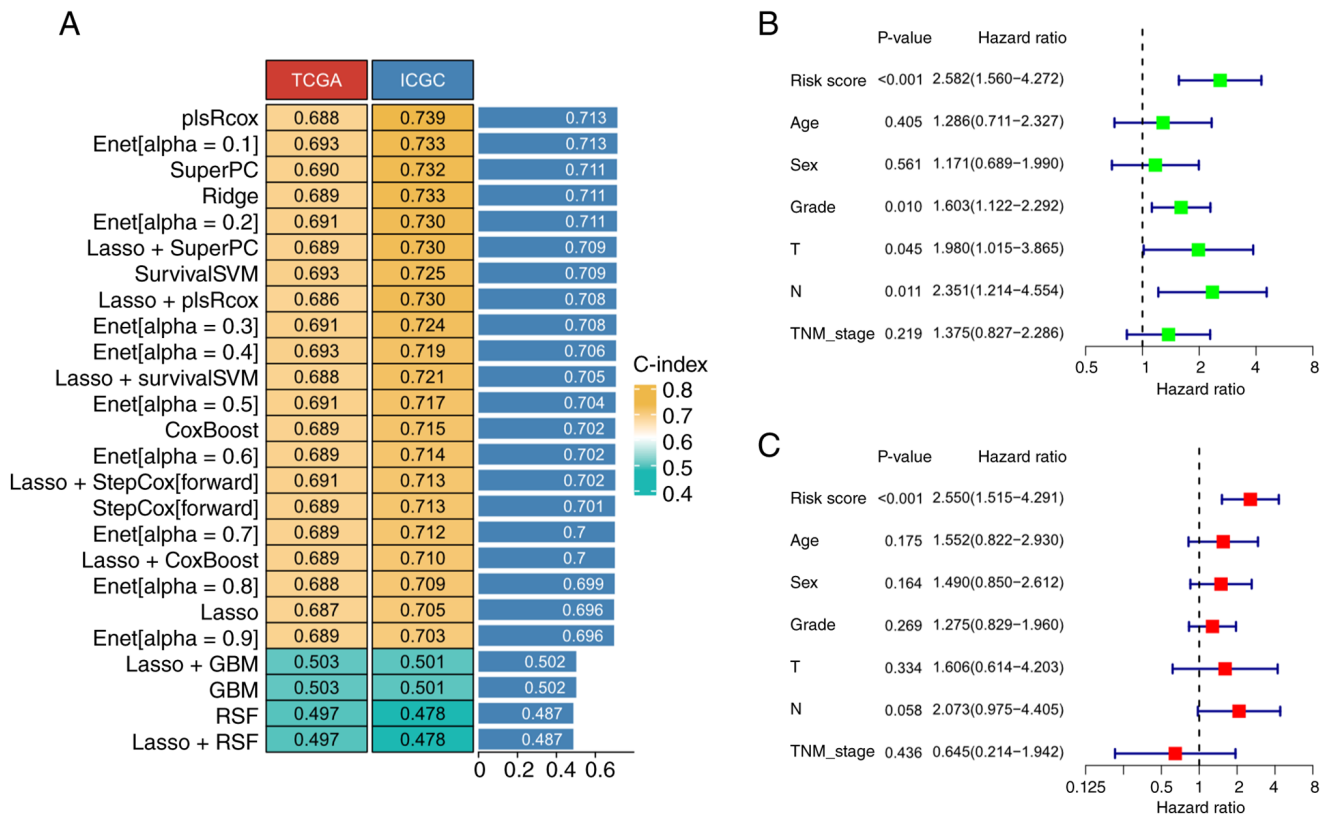 A
TCGA ICGC
plsRcox 0.688 0.739 0.713
Enet[alpha = 0.1] 0.693 0.733 0.713
SuperPC 0.690 0.732 0.711
Ridge 0.689 0.733 0.711
Enet[alpha = 0.2] 0.691 0.730 0.711
Lasso + SuperPC 0.689 0.730 0.709
SurvivalSVM 0.693 0.725 0.709
Lasso + plsRcox 0.686 0.730 0.708
Enet[alpha = 0.3] 0.691 0.724 0.708
Enet[alpha = 0.4] 0.693 0.719 0.706
Lasso + survivalSVM 0.688 0.721 0.705
Enet[alpha = 0.5] 0.691 0.717 0.704
CoxBoost 0.689 0.715 0.702
Enet[alpha = 0.6] 0.689 0.714 0.702
Lasso + StepCox[forward] 0.691 0.713 0.702
StepCox[forward] 0.689 0.713 0.701
Enet[alpha = 0.7] 0.689 0.712 0.7
Lasso + CoxBoost 0.689 0.710 0.7
Enet[alpha = 0.8] 0.688 0.709 0.699
Lasso 0.687 0.705 0.696
Enet[alpha = 0.9] 0.689 0.703 0.696
Lasso + GBM 0.503 0.501 0.502
GBM 0.503 0.501 0.502
RSF 0.497 0.478 0.487
Lasso + RSF 0.497 0.478 0.487
0 0.2 0.4 0.6
C-index
0.8
0.7
0.6
0.5
0.4
B
P-value Hazard ratio
Risk score <0.001 2.582(1.560−4.272)
Age 0.405 1.286(0.711−2.327)
Sex 0.561 1.171(0.689−1.990)
Grade 0.010 1.603(1.122−2.292)
T 0.045 1.980(1.015−3.865)
N 0.011 2.351(1.214−4.554)
TNM_stage 0.219 1.375(0.827−2.286)
0.5 1 2 4 8
Hazard ratio
C
P-value Hazard ratio
Risk score <0.001 2.550(1.515−4.291)
Age 0.175 1.552(0.822−2.930)
Sex 0.164 1.490(0.850−2.612)
Grade 0.269 1.275(0.829−1.960)
T 0.334 1.606(0.614−4.203)
N 0.058 2.073(0.975−4.405)
TNM_stage 0.436 0.645(0.214−1.942)
0.125 0.5 1 2 4 8
Hazard ratio